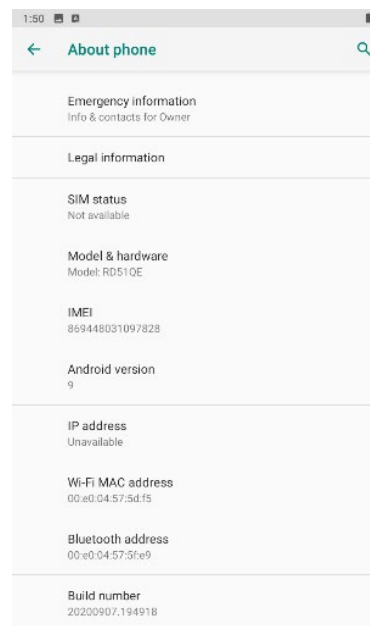 1:50
About phone
Emergency information
Info & contacts for Owner
Legal information
SIM status
Not available
Model & hardware
Model: RD51QE
IMEI
869448031097828
Android version
9
IP address
Unavailable
Wi-Fi MAC address
00:e0:04:57:5d:f5
Bluetooth address
00:e0:04:57:5f:e9
Build number
20200907.194918